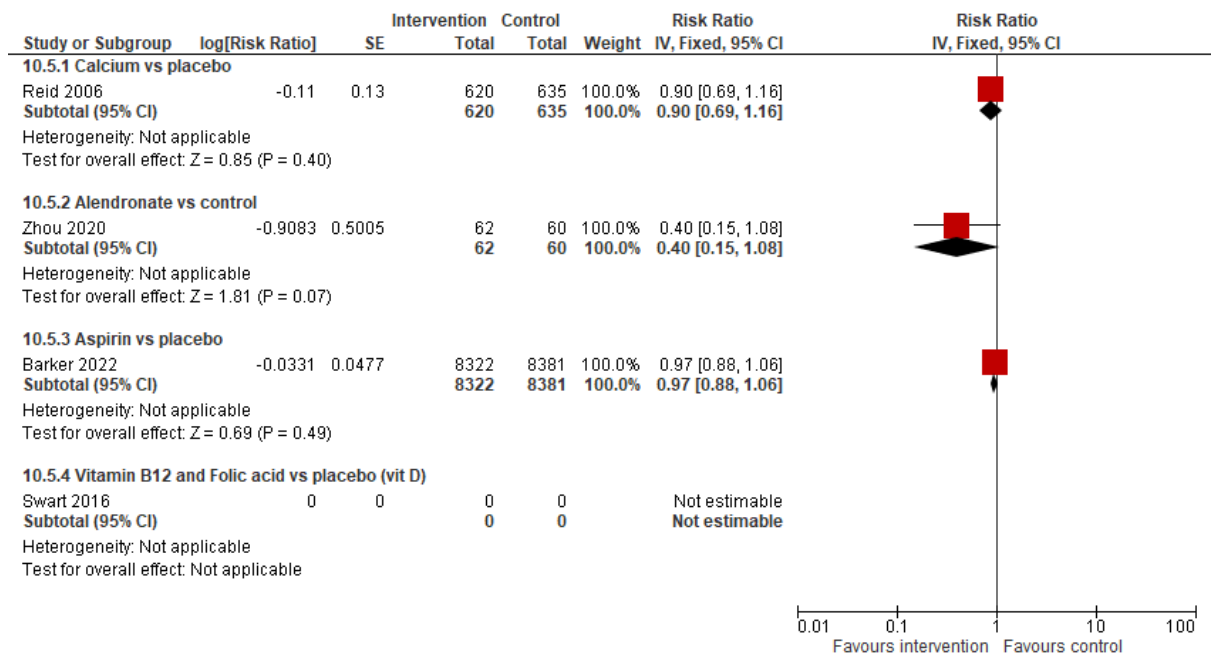 Intervention Control Risk Ratio Risk Ratio
Study or Subgroup log[Risk Ratio] SE Total Total Weight IV, Fixed, 95% CI IV, Fixed, 95% CI
10.5.1 Calcium vs placebo
Reid 2006 -0.11 0.13 620 635 100.0% 0.90 [0.69, 1.16]
Subtotal (95% CI) 620 635 100.0% 0.90 [0.69, 1.16]
Heterogeneity: Not applicable
Test for overall effect: Z = 0.85 (P = 0.40)
10.5.2 Alendronate vs control
Zhou 2020 -0.9083 0.5005 62 60 100.0% 0.40 [0.15, 1.08]
Subtotal (95% CI) 62 60 100.0% 0.40 [0.15, 1.08]
Heterogeneity: Not applicable
Test for overall effect: Z = 1.81 (P = 0.07)
10.5.3 Aspirin vs placebo
Barker 2022 -0.0331 0.0477 8322 8381 100.0% 0.97 [0.88, 1.06]
Subtotal (95% CI) 8322 8381 100.0% 0.97 [0.88, 1.06]
Heterogeneity: Not applicable
Test for overall effect: Z = 0.69 (P = 0.49)
10.5.4 Vitamin B12 and Folic acid vs placebo (vit D)
Swart 2016 0 0 0 0 Not estimable
Subtotal (95% CI) 0 0 Not estimable
Heterogeneity: Not applicable
Test for overall effect: Not applicable
0.01 0.1 1 10 100
Favours intervention Favours control